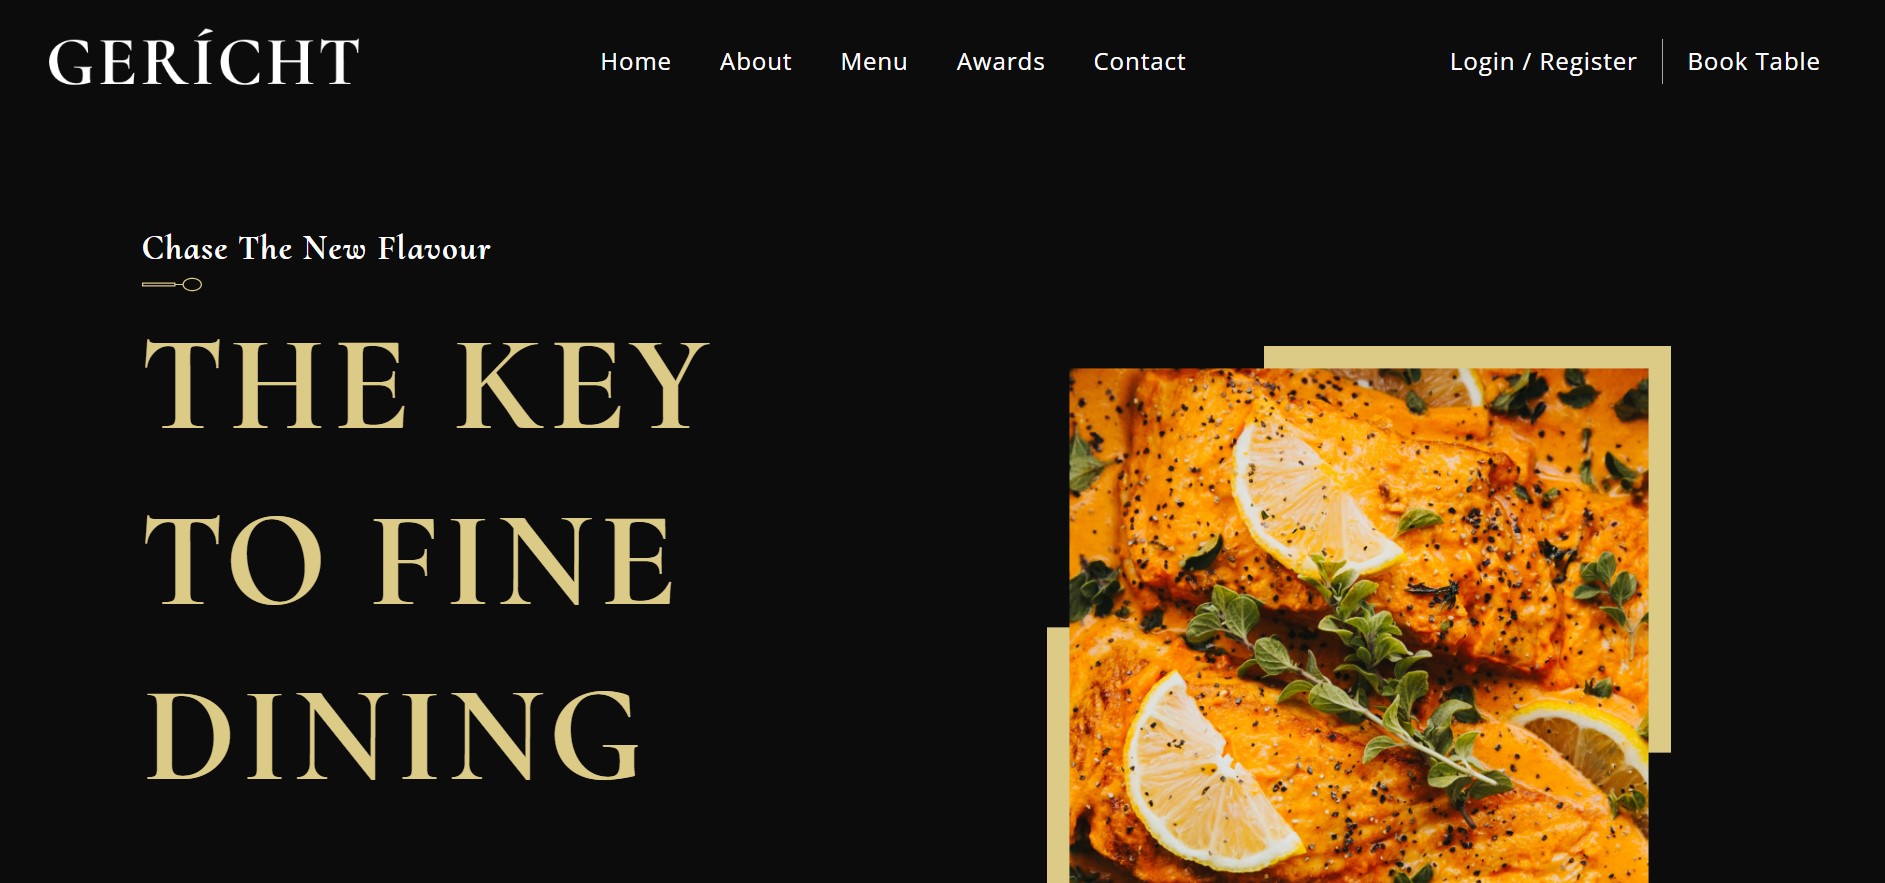 GERÍCHT
Home About Menu Awards Contact
Login / Register Book Table
Chase The New Flavour
THE KEY
TO FINE
DINING